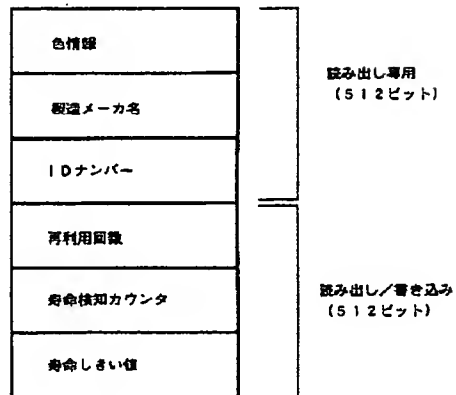 色情報
製造メーカ名
IDナンバー
再利用回数
寿命検知カウンタ
寿命しきい値
読み出し専用
(512ビット)
読み出し/書き込み
(512ビット)